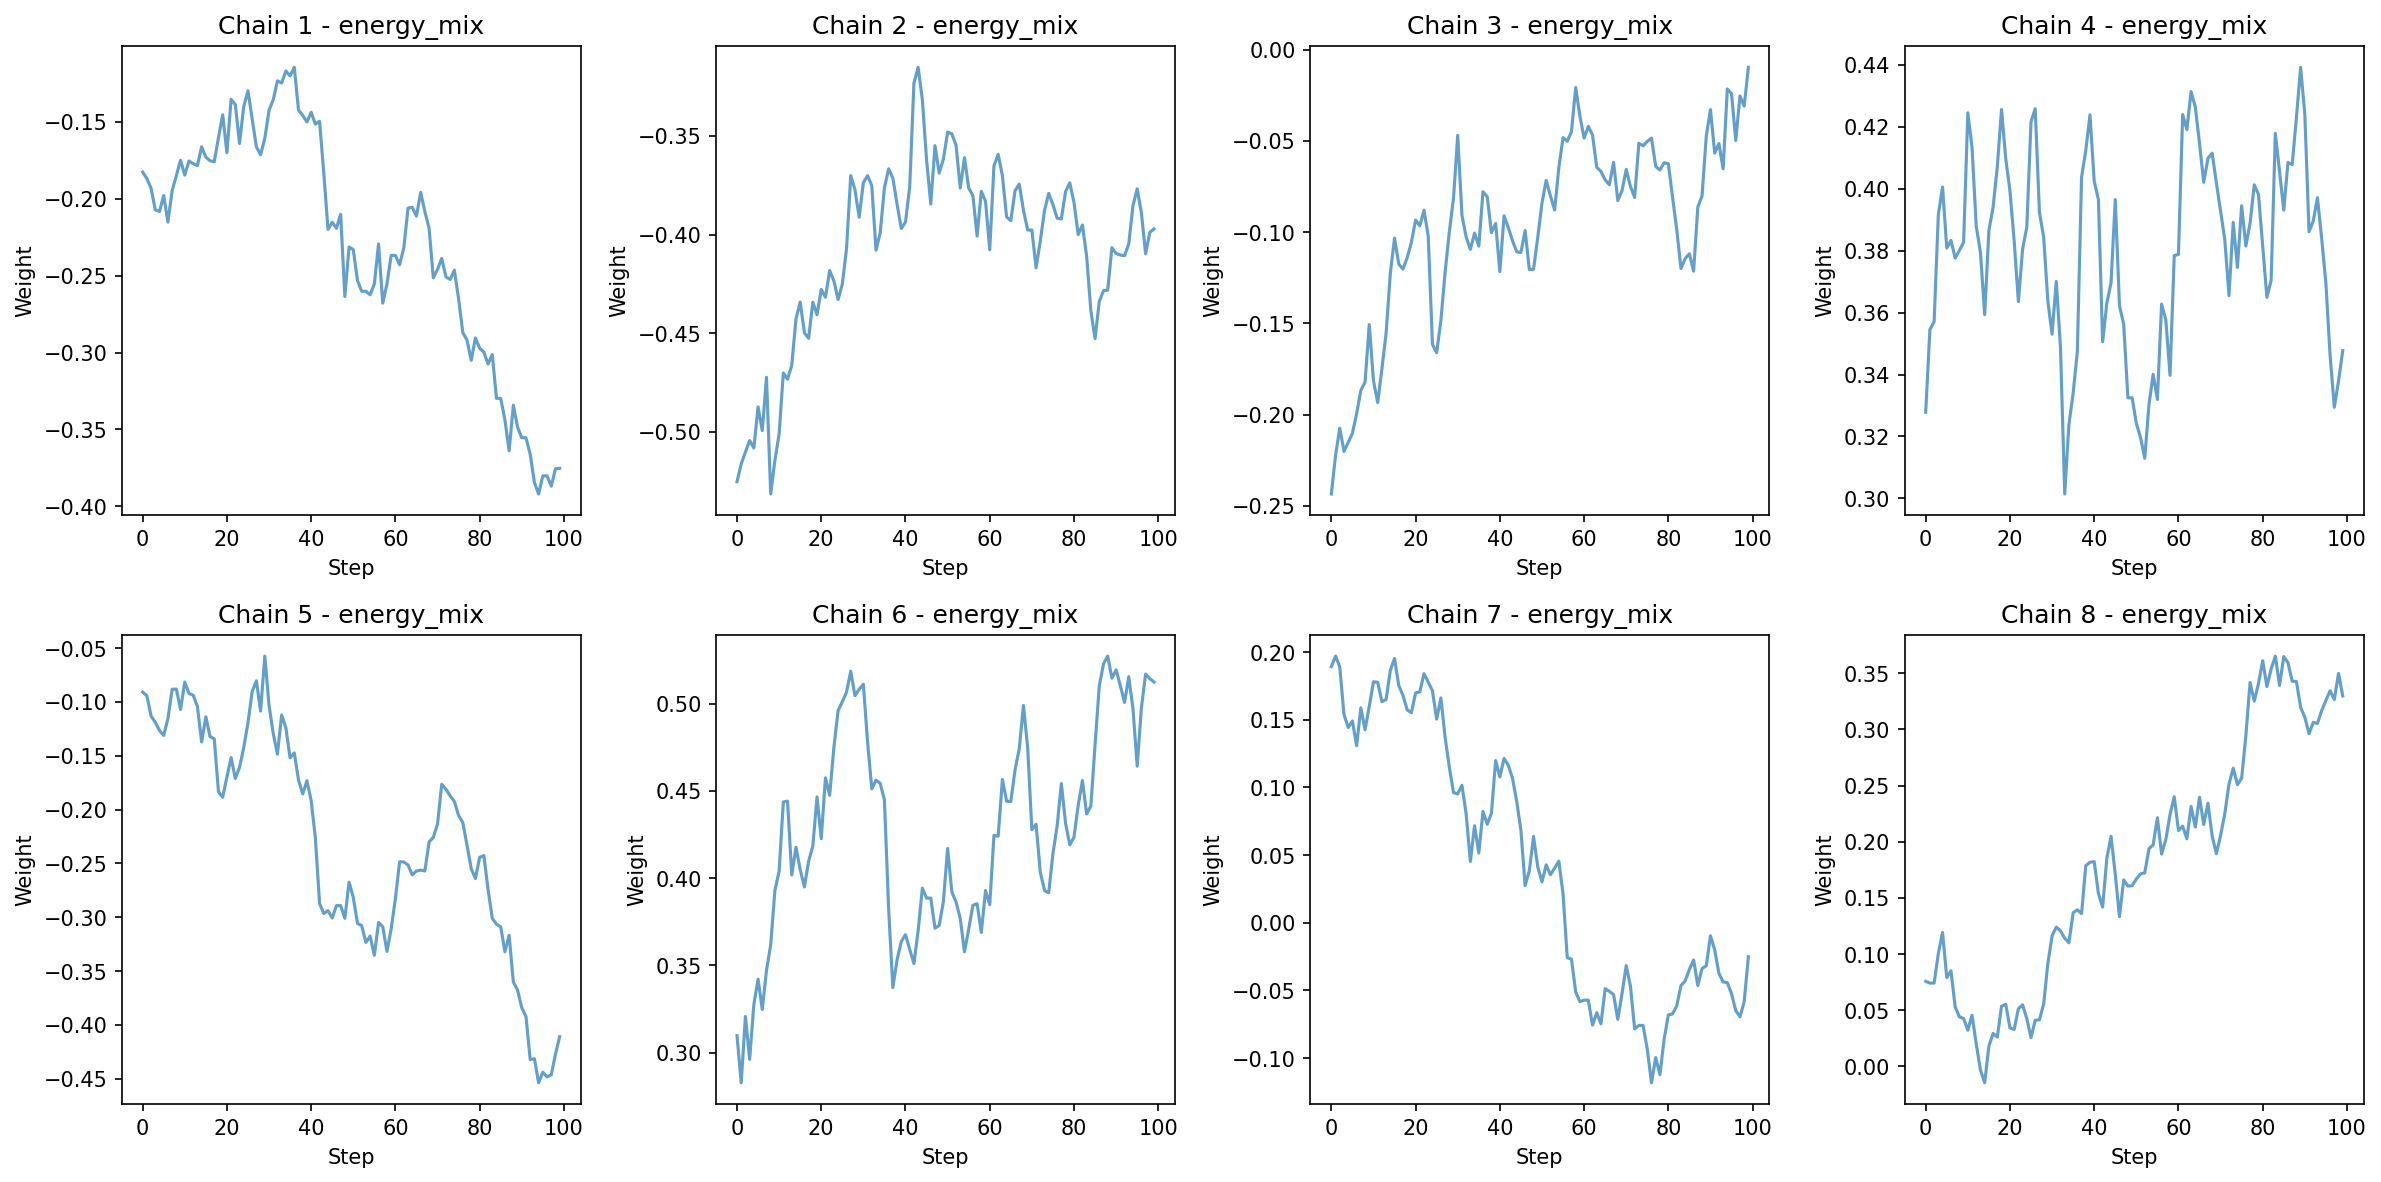 Chain 1 - energy_mix
Weight
−0.15
−0.20
−0.25
−0.30
−0.35
−0.40
0 20 40 60 80 100
Step
Chain 2 - energy_mix
Weight
−0.35
−0.40
−0.45
−0.50
0 20 40 60 80 100
Step
Chain 3 - energy_mix
Weight
0.00
−0.05
−0.10
−0.15
−0.20
−0.25
0 20 40 60 80 100
Step
Chain 4 - energy_mix
Weight
0.44
0.42
0.40
0.38
0.36
0.34
0.32
0.30
0 20 40 60 80 100
Step
Chain 5 - energy_mix
Weight
−0.05
−0.10
−0.15
−0.20
−0.25
−0.30
−0.35
−0.40
−0.45
0 20 40 60 80 100
Step
Chain 6 - energy_mix
Weight
0.50
0.45
0.40
0.35
0.30
0 20 40 60 80 100
Step
Chain 7 - energy_mix
Weight
0.20
0.15
0.10
0.05
0.00
−0.05
−0.10
0 20 40 60 80 100
Step
Chain 8 - energy_mix
Weight
0.35
0.30
0.25
0.20
0.15
0.10
0.05
0.00
0 20 40 60 80 100
Step